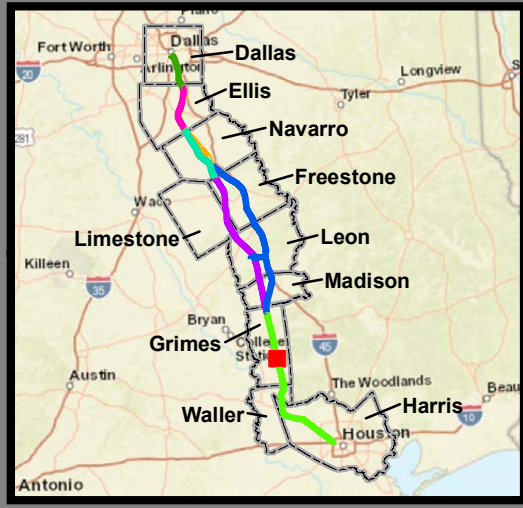 Plano
Fort Worth
Dallas
Dallas
Arlington
20
Longview
Ellis
Tyler
281
Navarro
Freestone
Waco
Limestone
Leon
Killeen
Madison
35
Bryan
Grimes
College
Station
45
Austin
The Woodlands
Beau
Waller
Harris
10
Houston
Antonio